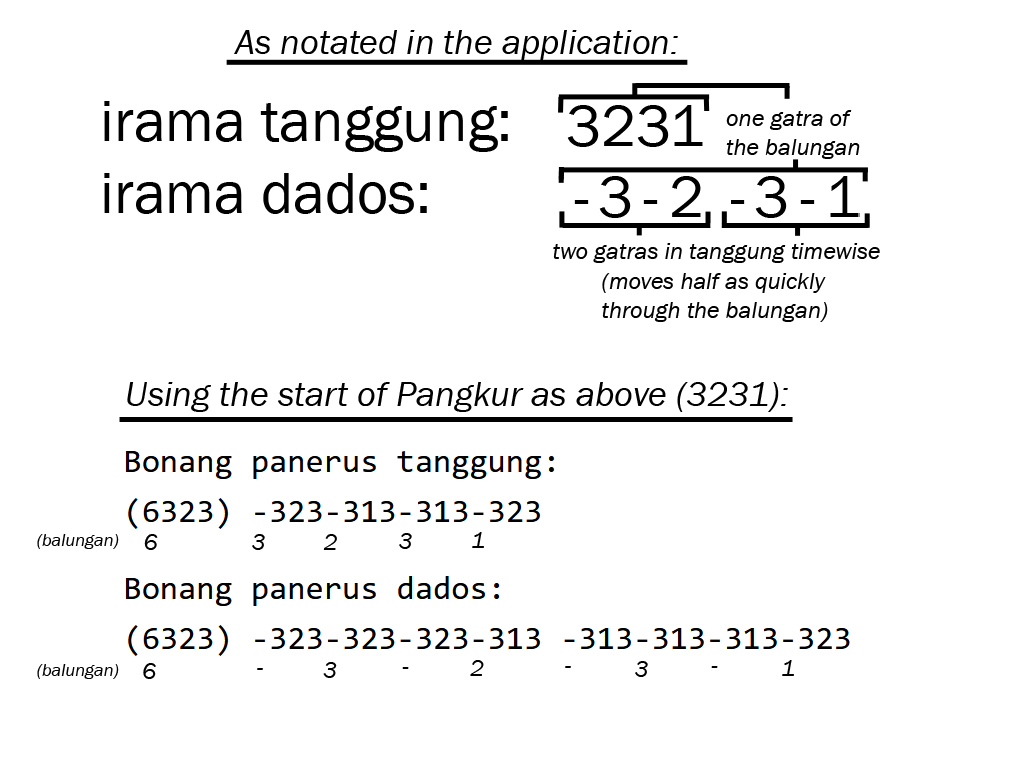 As notated in the application:
irama tanggung: 3231
one gatra of
the balungan
irama dados: -3-2 -3-1
two gatras in tanggung timewise
(moves half as quickly
through the balungan)
Using the start of Pangkur as above (3231):
Bonang panerus tanggung:
(6323) -323-313-313-323
(balungan) 6 3 2 3 1
Bonang panerus dados:
(6323) -323-323-323-313 -313-313-313-323
(balungan) 6 - 3 - 2 - 3 - 1